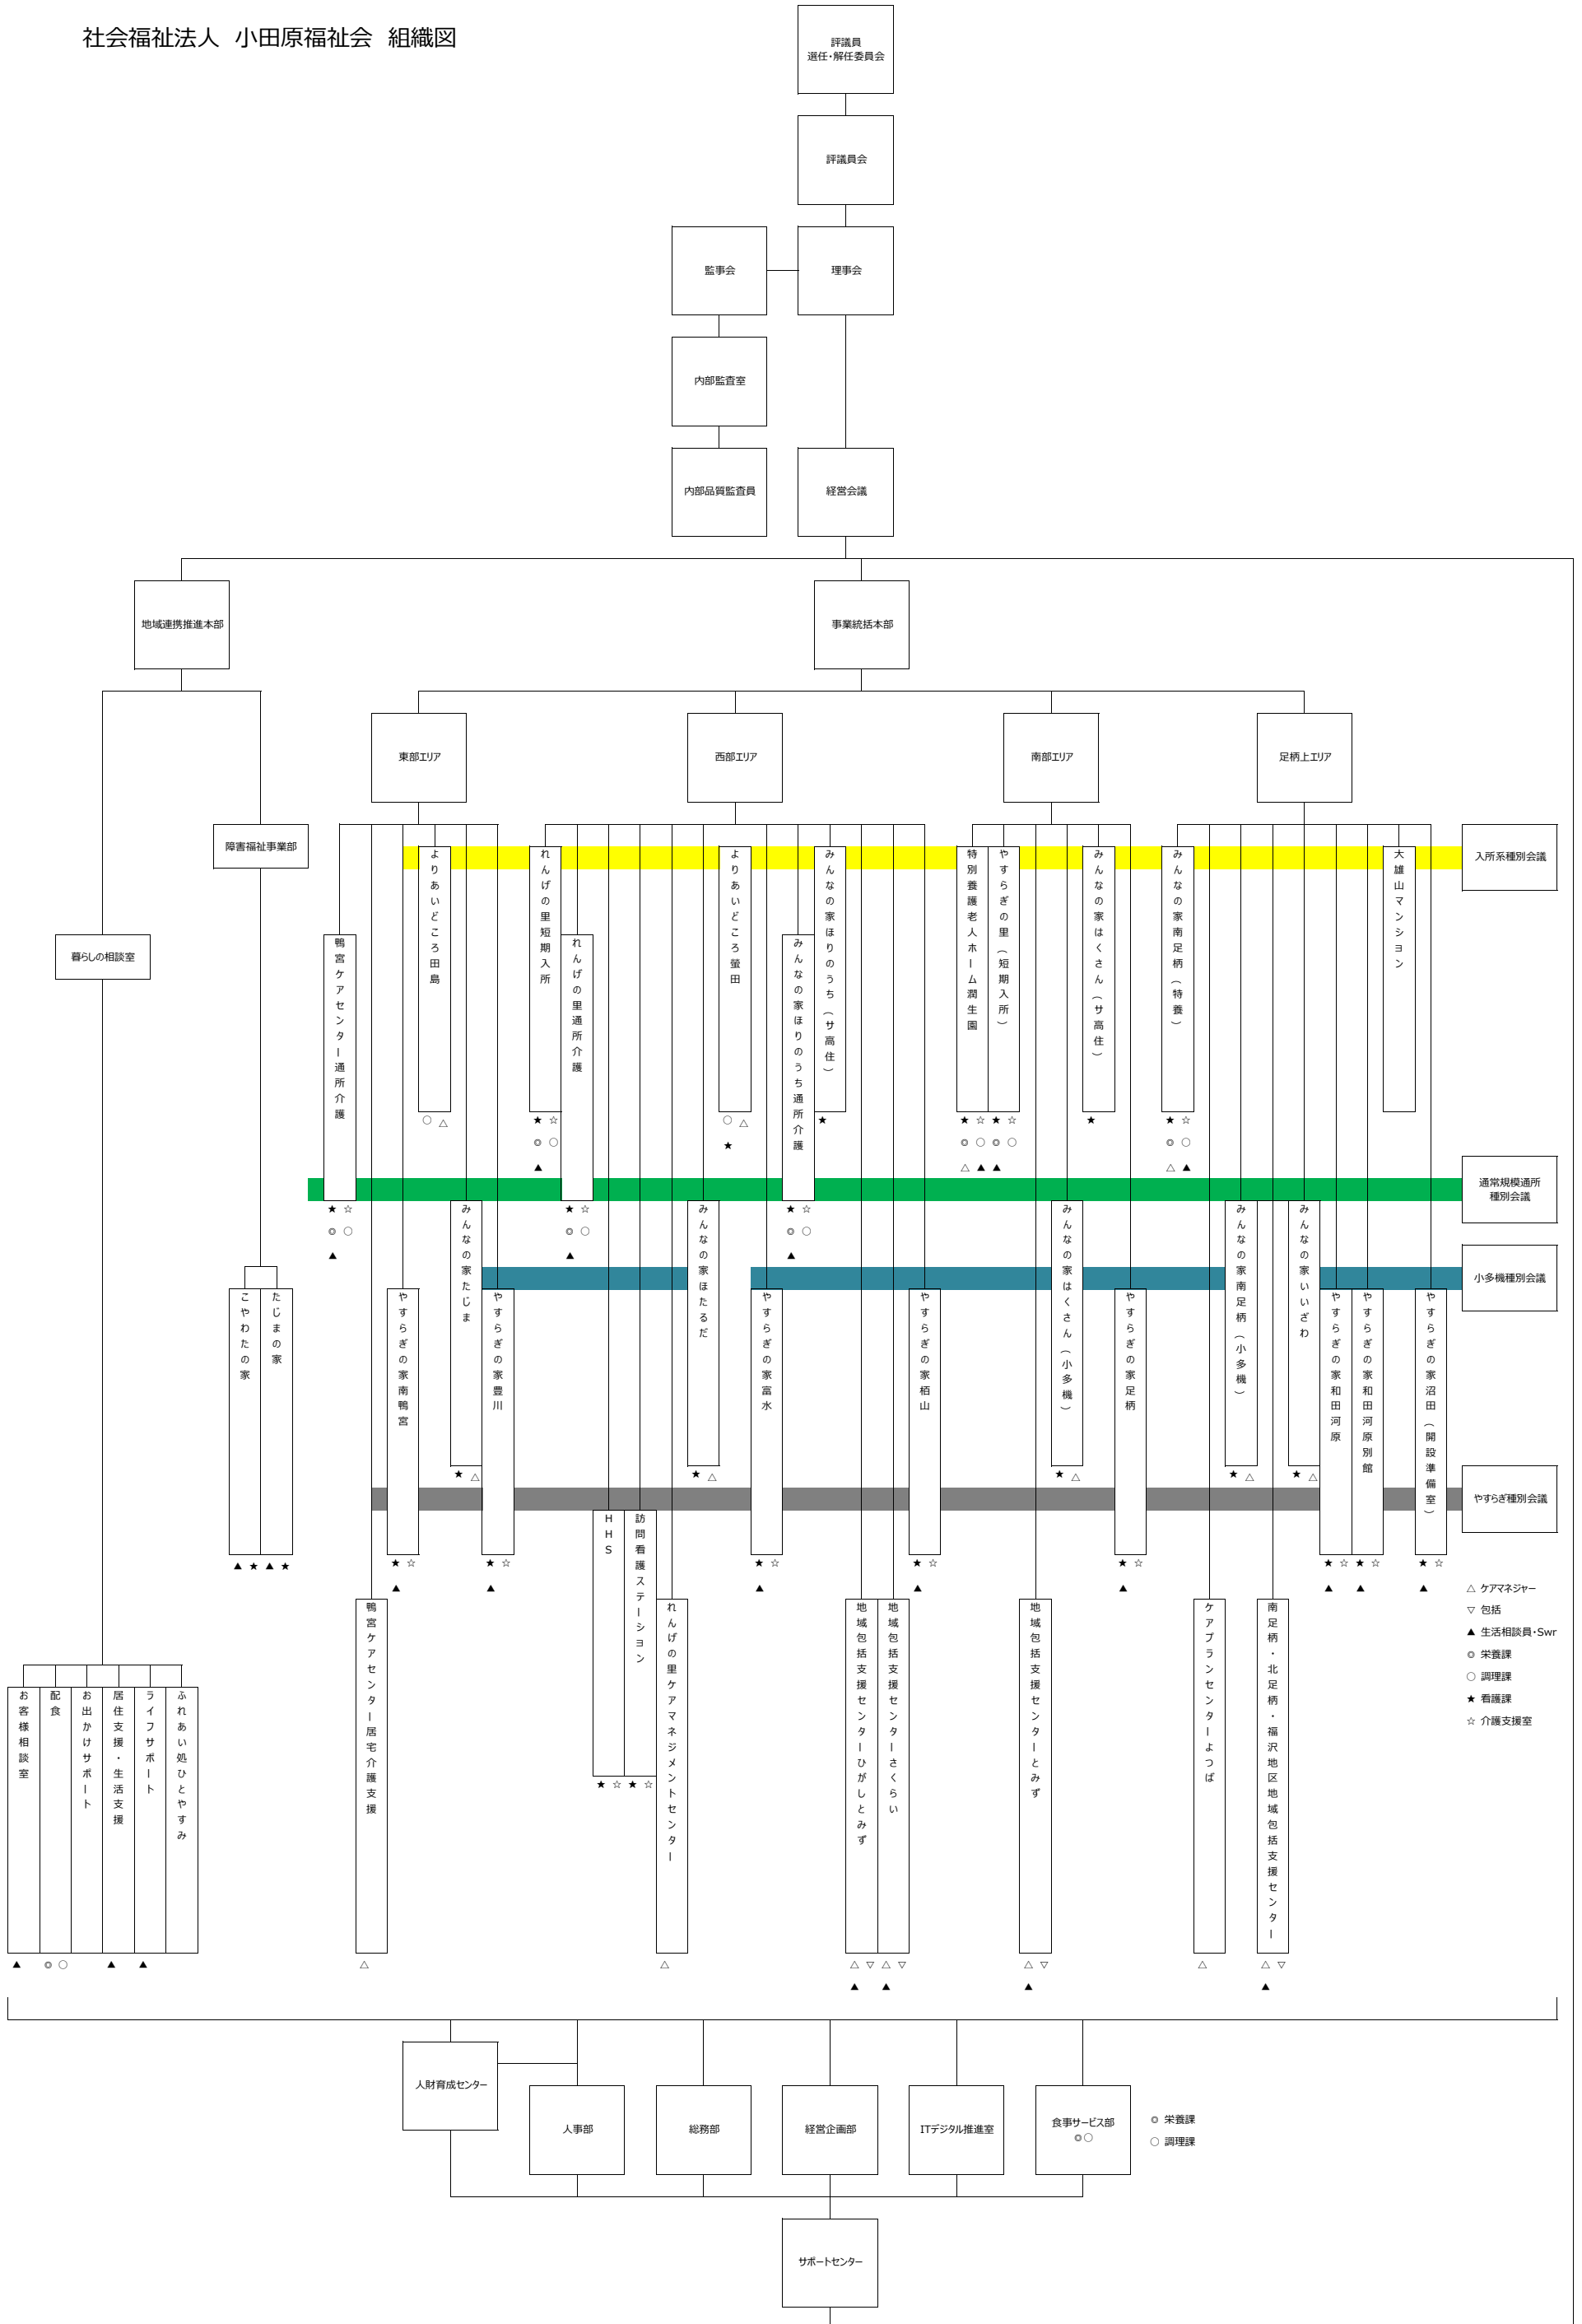 社会福祉法人　小田原福祉会　組織図
評議員
選任・解任委員会
評議員会
監事会
理事会
内部監査室
内部品質監査員
経営会議
地域連携推進本部
事業統括本部
東部エリア
西部エリア
南部エリア
足柄上エリア
障害福祉事業部
暮らしの相談室
入所系種別会議
よりあいどころ田島
○ △
れんげの里短期入所
★ ☆
◎ ○
▲
よりあいどころ螢田
○ △
★
みんなの家ほりのうち（サ高住）
★
特別養護老人ホーム潤生園
★ ☆
◎ ○
△ ▲
やすらぎの里（短期入所）
★ ☆
◎ ○
▲
みんなの家はくさん（サ高住）
★
みんなの家南足柄（特養）
★ ☆
◎ ○
△ ▲
大雄山マンション
鴨宮ケアセンター通所介護
★ ☆
◎ ○
▲
れんげの里通所介護
★ ☆
◎ ○
▲
みんなの家ほりのうち通所介護
★ ☆
◎ ○
▲
通常規模通所
種別会議
みんなの家たじま
★ △
みんなの家ほたるだ
★ △
みんなの家はくさん（小多機）
★ △
みんなの家南足柄（小多機）
★ △
みんなの家いいざわ
★ △
小多機種別会議
こやわたの家
▲ ★
たじまの家
▲ ★
やすらぎの家南鴨宮
★ ☆
▲
やすらぎの家豊川
★ ☆
▲
やすらぎの家富水
★ ☆
▲
やすらぎの家栢山
★ ☆
▲
やすらぎの家足柄
★ ☆
▲
やすらぎの家和田河原
★ ☆
▲
やすらぎの家和田河原別館
★ ☆
▲
やすらぎの家沼田（開設準備室）
★ ☆
▲
やすらぎ種別会議
HHS
★ ☆
訪問看護ステーション
★ ☆
鴨宮ケアセンター居宅介護支援
△
れんげの里ケアマネジメントセンター
△
地域包括支援センターひがしとみず
△ ▽
▲
地域包括支援センターさくらい
△ ▽
▲
地域包括支援センターとみず
△ ▽
▲
ケアプランセンターよつば
△
南足柄・北足柄・福沢地区地域包括支援センター
△ ▽
▲
△ ケアマネジャー
▽ 包括
▲ 生活相談員・Swr
◎ 栄養課
○ 調理課
★ 看護課
☆ 介護支援室
お客様相談室
▲
配食
◎ ○
お出かけサポート
居住支援・生活支援
▲
ライフサポート
▲
ふれあい処ひとやすみ
人財育成センター
人事部
総務部
経営企画部
ITデジタル推進室
食事サービス部
◎○
◎ 栄養課
○ 調理課
サポートセンター